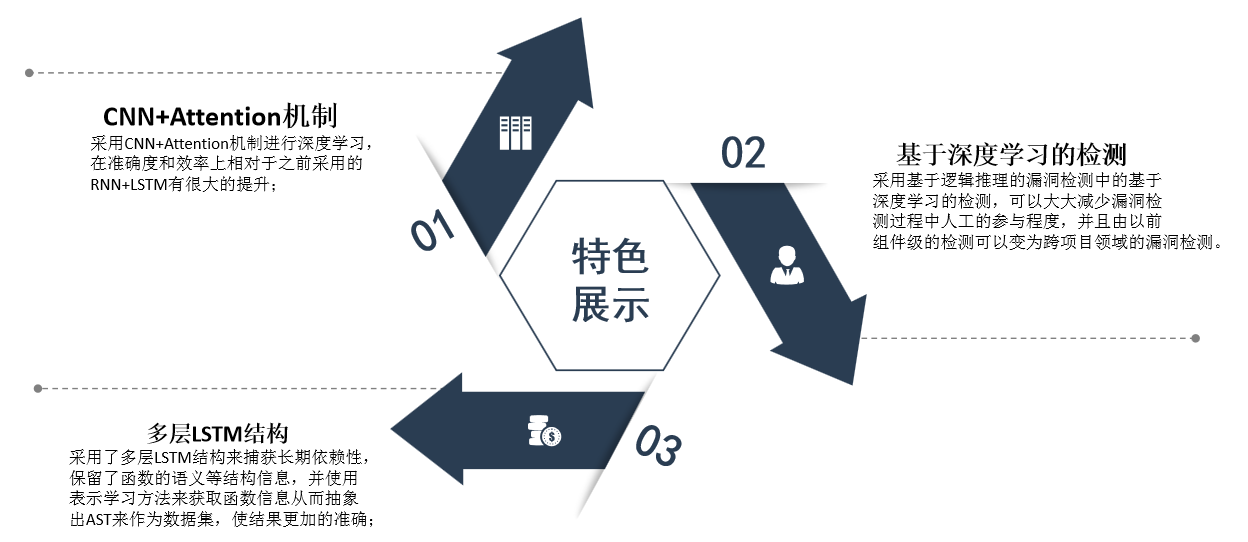 01
CNN+Attention机制
采用CNN+Attention机制进行深度学习，
在准确度和效率上相对于之前采用的
RNN+LSTM有很大的提升；
特色
展示
02
基于深度学习的检测
采用基于逻辑推理的漏洞检测中的基于
深度学习的检测，可以大大减少漏洞检
测过程中人工的参与程度，并且由以前
组件级的检测可以变为跨项目领域的漏洞检测。
03
多层LSTM结构
采用了多层LSTM结构来捕获长期依赖性，
保留了函数的语义等结构信息，并使用
表示学习方法来获取函数信息从而抽象
出AST来作为数据集，使结果更加的准确；
$